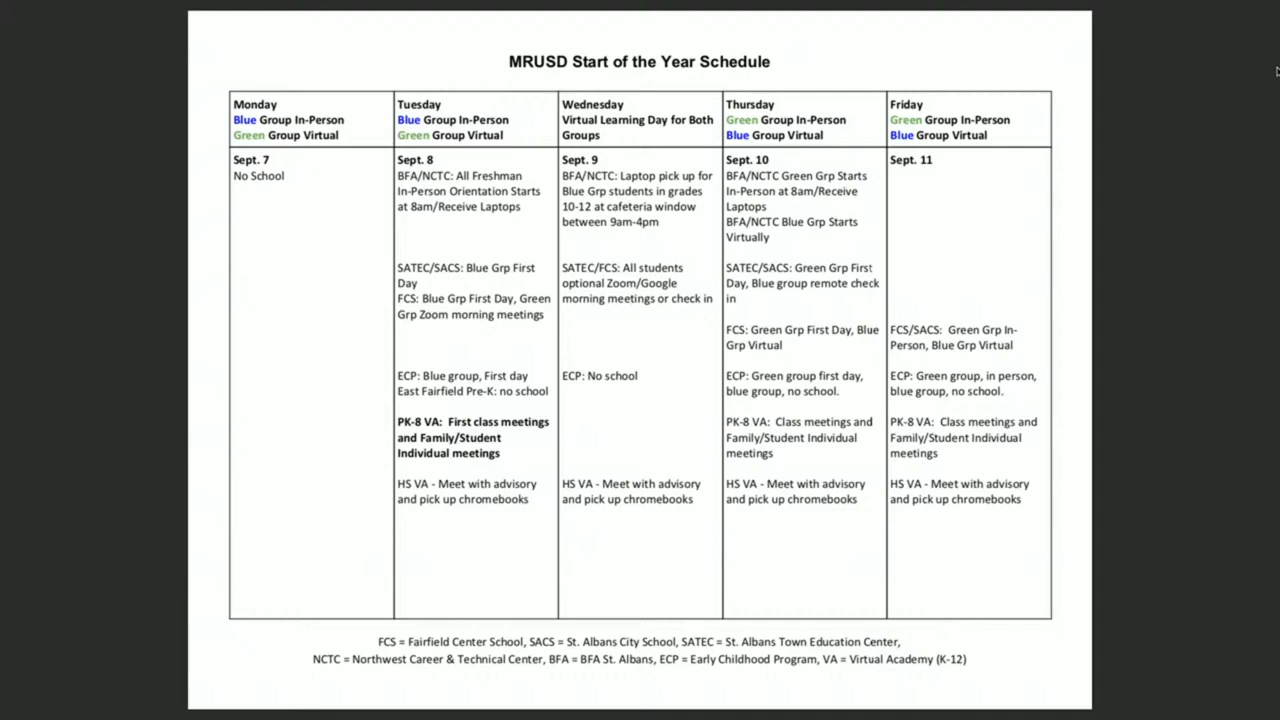 MRUSD Start of the Year Schedule
Monday
Blue Group In-Person
Green Group Virtual
Tuesday
Blue Group In-Person
Green Group Virtual
Wednesday
Virtual Learning Day for Both
Groups
Thursday
Green Group In-Person
Blue Group Virtual
Friday
Green Group In-Person
Blue Group Virtual
Sept. 7
No School
Sept. 8
BFA/NCTC: All Freshman
In-Person Orientation Starts
at 8am/Receive Laptops
SATEC/SACS: Blue Grp First
Day
FCS: Blue Grp First Day, Green
Grp Zoom morning meetings
ECP: Blue group, First day
East Fairfield Pre-K: no school
PK-8 VA: First class meetings
and Family/Student
Individual meetings
HS VA - Meet with advisory
and pick up chromebooks
Sept. 9
BFA/NCTC: Laptop pick up for
Blue Grp students in grades
10-12 at cafeteria window
between 9am-4pm
SATEC/FCS: All students
optional Zoom/Google
morning meetings or check in
ECP: No school
HS VA - Meet with advisory
and pick up chromebooks
Sept. 10
BFA/NCTC Green Grp Starts
In-Person at 8am/Receive
Laptops
BFA/NCTC Blue Grp Starts
Virtually
SATEC/SACS: Green Grp First
Day, Blue group remote check
in
FCS: Green Grp First Day, Blue
Grp Virtual
ECP: Green group first day,
blue group, no school.
PK-8 VA: Class meetings and
Family/Student Individual
meetings
HS VA - Meet with advisory
and pick up chromebooks
Sept. 11
FCS/SACS: Green Grp In-
Person, Blue Grp Virtual
ECP: Green group, in person,
blue group, no school.
PK-8 VA: Class meetings and
Family/Student Individual
meetings
HS VA - Meet with advisory
and pick up chromebooks
FCS = Fairfield Center School, SACS = St. Albans City School, SATEC = St. Albans Town Education Center,
NCTC = Northwest Career & Technical Center, BFA = BFA St. Albans, ECP = Early Childhood Program, VA = Virtual Academy (K-12)